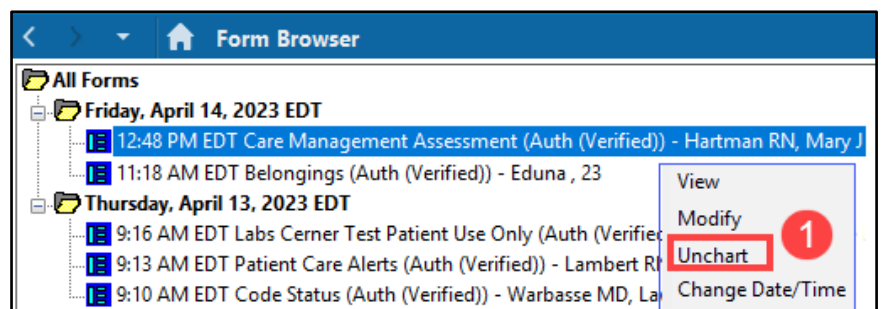 Form Browser
All Forms
Friday, April 14, 2023 EDT
12:48 PM EDT Care Management Assessment (Auth (Verified)) - Hartman RN, Mary J
11:18 AM EDT Belongings (Auth (Verified)) - Eduna , 23
Thursday, April 13, 2023 EDT
9:16 AM EDT Labs Cerner Test Patient Use Only (Auth
9:13 AM EDT Patient Care Alerts (Auth (Verified)) - Lambert
9:10 AM EDT Code Status (Auth (Verified)) - Warbasse MD,
View
Modify
Unchart
Change Date/Time
1